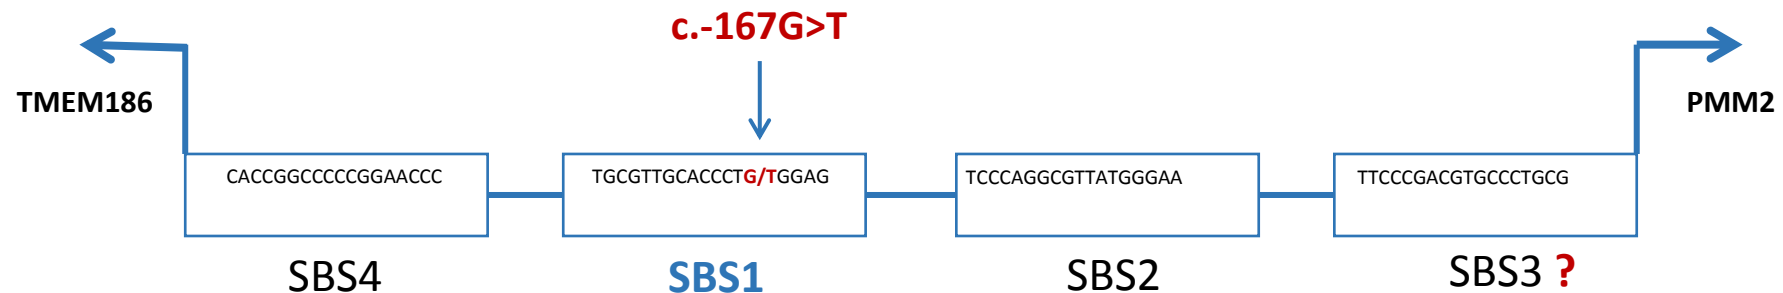 c.-167G>T
TMEM186
PMM2
CACCGGCCCCCGGAACCC
TGCGTTGCACCCTG/TGGAG
TCCCAGGCGTTATGGGAA
TTCCCGACGTGCCCTGCG
SBS4
SBS1
SBS2
SBS3 ?